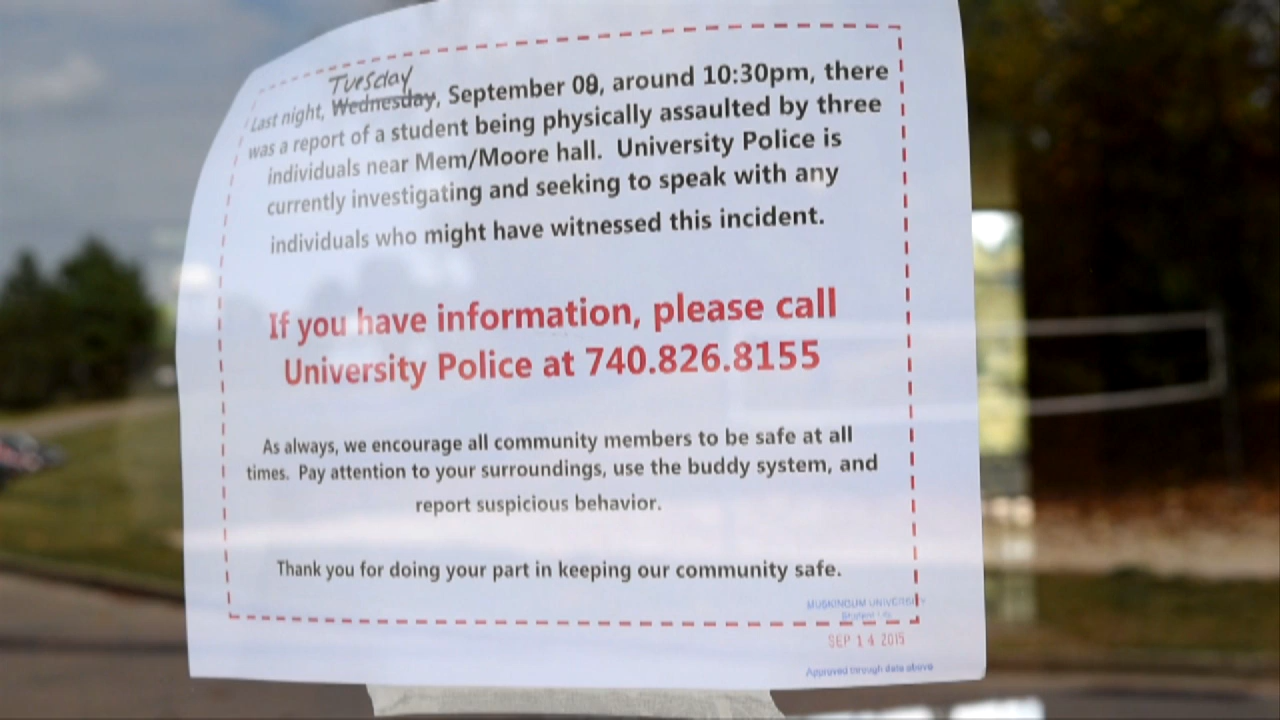 Tuesday
Last night, Wednesday, September 08, around 10:30pm, there
was a report of a student being physically assaulted by three
individuals near Mem/Moore hall. University Police is
currently investigating and seeking to speak with any
individuals who might have witnessed this incident.
If you have information, please call
University Police at 740.826.8155
As always, we encourage all community members to be safe at all
times. Pay attention to your surroundings, use the buddy system, and
report suspicious behavior.
Thank you for doing your part in keeping our community safe.
MUSKINGUM UNIVERSITY
Student Life
SEP 14 2015
Approved through date above